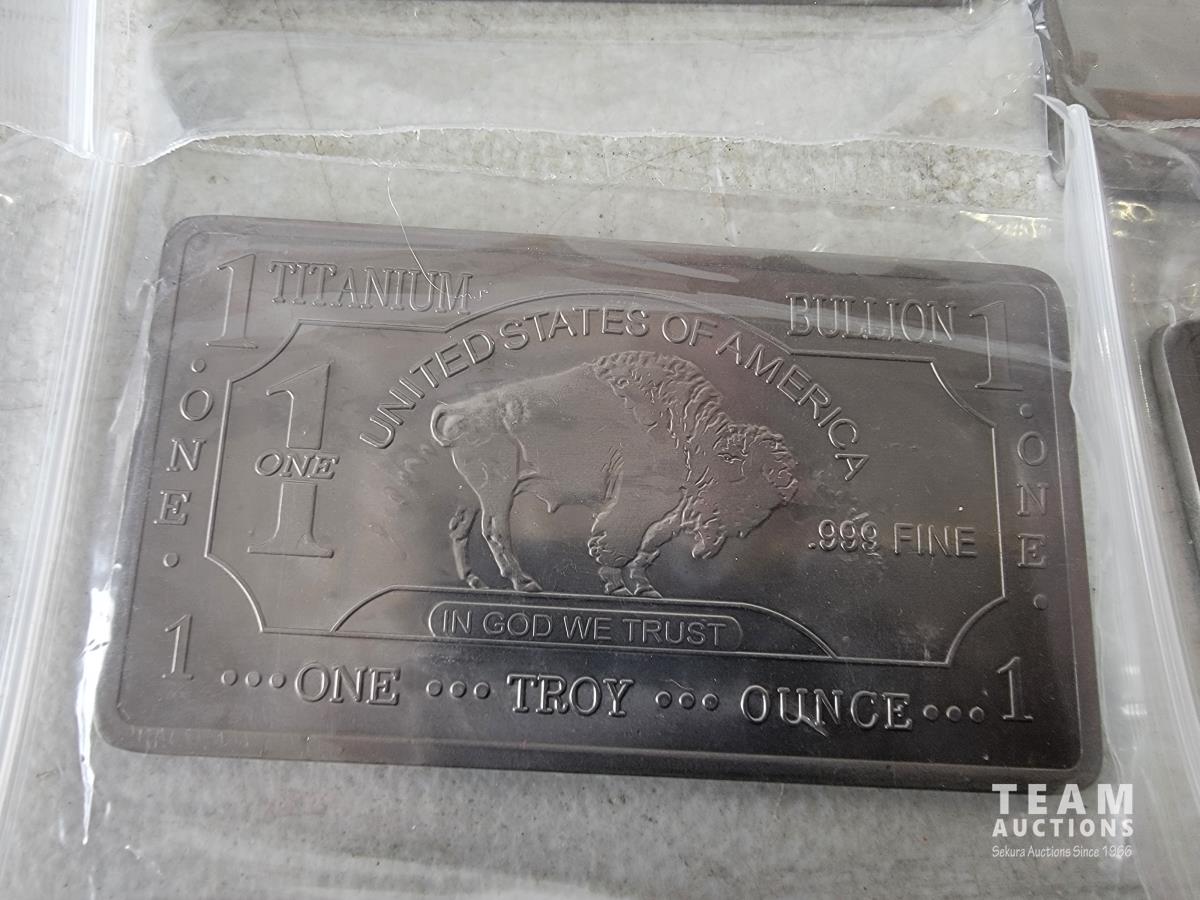 1 TITANIUM BULLION 1
UNITED STATES OF AMERICA
. ONE .
1
ONE
.999 FINE
. ONE .
IN GOD WE TRUST
1 ...ONE ... TROY ... OUNCE... 1
TEAM
AUCTIONS
Sekura Auctions Since 1966